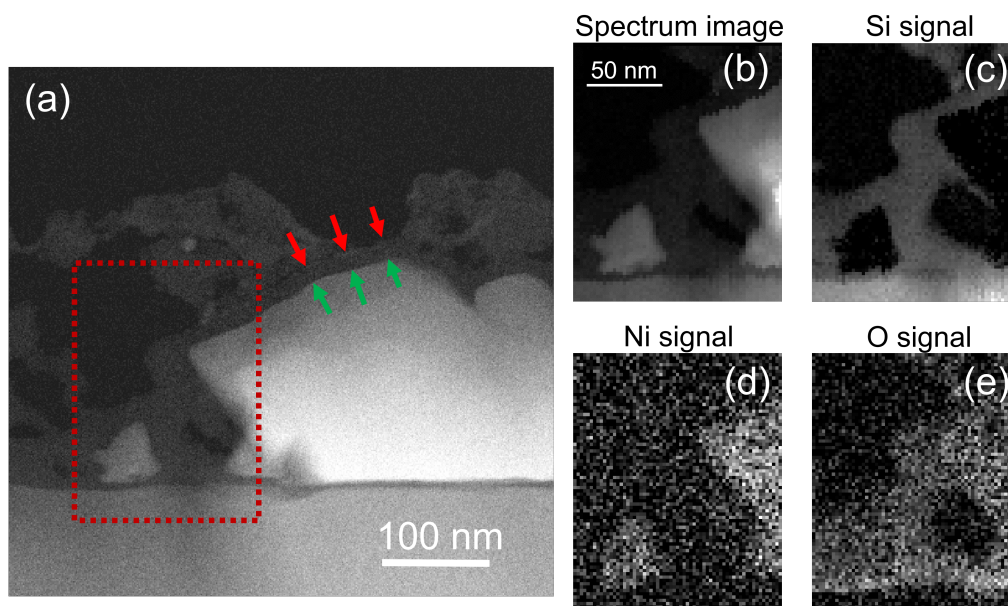 (a)
100 nm
Spectrum image
(b)
50 nm
Si signal
(c)
Ni signal
(d)
O signal
(e)